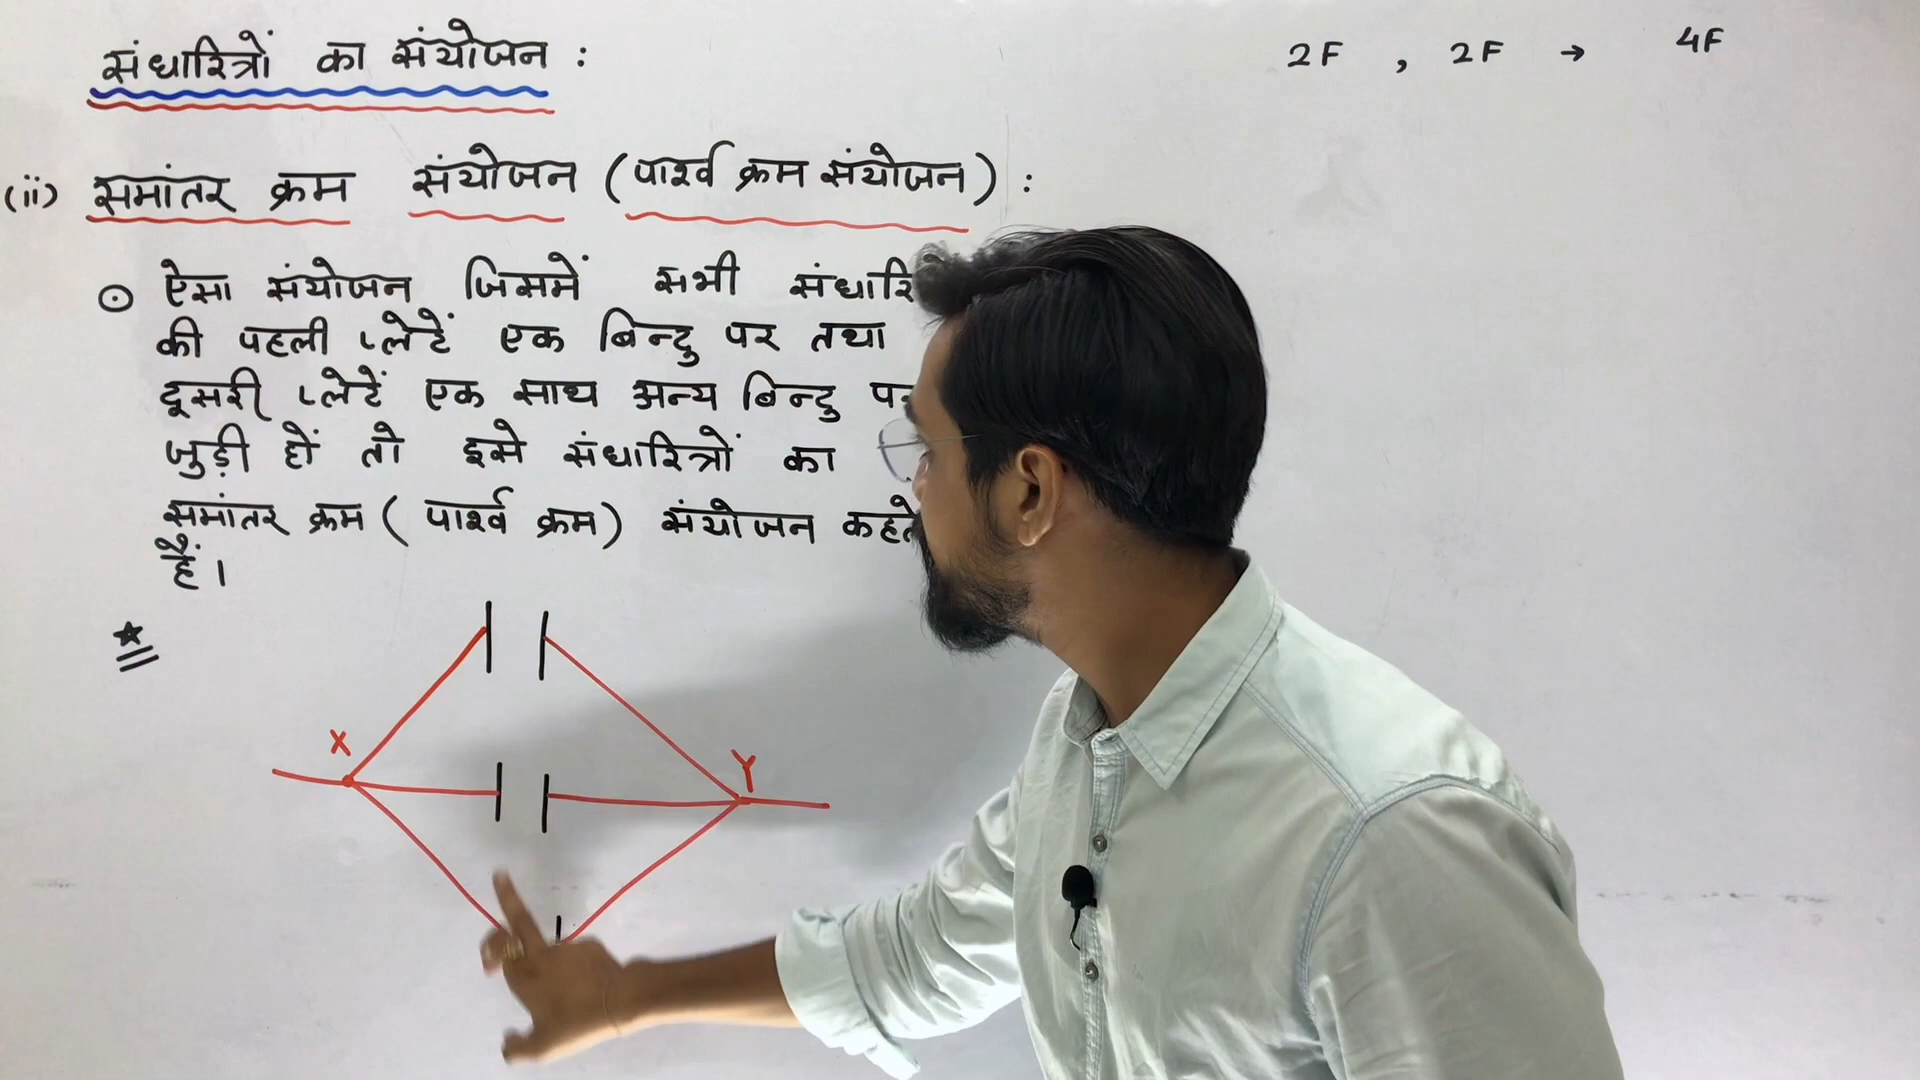 संधारित्रों का संयोजन :
2F , 2F → 4F
(ii) समांतर क्रम संयोजन (पार्श्व क्रम संयोजन) :
ऐसा संयोजन जिसमें सभी
की पहली प्लेटें एक बिन्दु पर तथा
दूसरी प्लेटें एक साथ अन्य बिन्दु
जुड़ी हों तो इसे संधारित्रों का
समांतर क्रम ( पार्श्व क्रम ) संयोजन कहते
हैं ।
X
Y